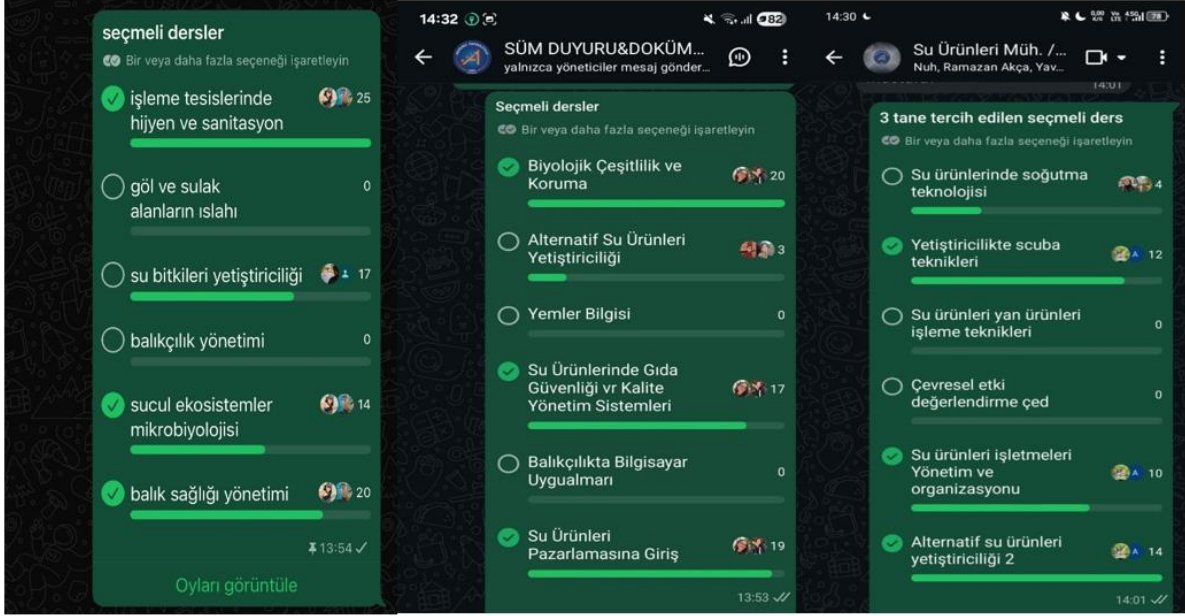 seçmeli dersler
Bir veya daha fazla seçeneği işaretleyin
işleme tesislerinde 25
hijyen ve sanitasyon
göl ve sulak 0
alanların ıslahı
su bitkileri yetiştiriciliği 17
balıkçılık yönetimi 0
sucul ekosistemler 14
mikrobiyolojisi
balık sağlığı yönetimi 20
13:54
Oyları görüntüle
14:32 82
SÜM DUYURU&DOKÜM...
yalnızca yöneticiler mesaj gönder...
Seçmeli dersler
Bir veya daha fazla seçeneği işaretleyin
Biyolojik Çeşitlilik ve
Koruma 20
Alternatif Su Ürünleri
Yetiştiriciliği 3
Yemler Bilgisi 0
Su Ürünlerinde Gıda
Güvenliği vr Kalite 17
Yönetim Sistemleri
Balıkçılıkta Bilgisayar
Uygualmarı 0
Su Ürünleri
Pazarlamasına Giriş 19
13:53
14:30 78
Su Ürünleri Müh. /...
Nuh, Ramazan Akça, Yav...
14:01
3 tane tercih edilen seçmeli ders
Bir veya daha fazla seçeneği işaretleyin
Su ürünlerinde soğutma
teknolojisi 4
Yetiştiricilikte scuba
teknikleri A 12
Su ürünleri yan ürünleri
işleme teknikleri 0
Çevresel etki
değerlendirme çed 0
Su ürünleri işletmeleri
Yönetim ve A 10
organizasyonu
Alternatif su ürünleri
yetiştiriciliği 2 A 14
14:01